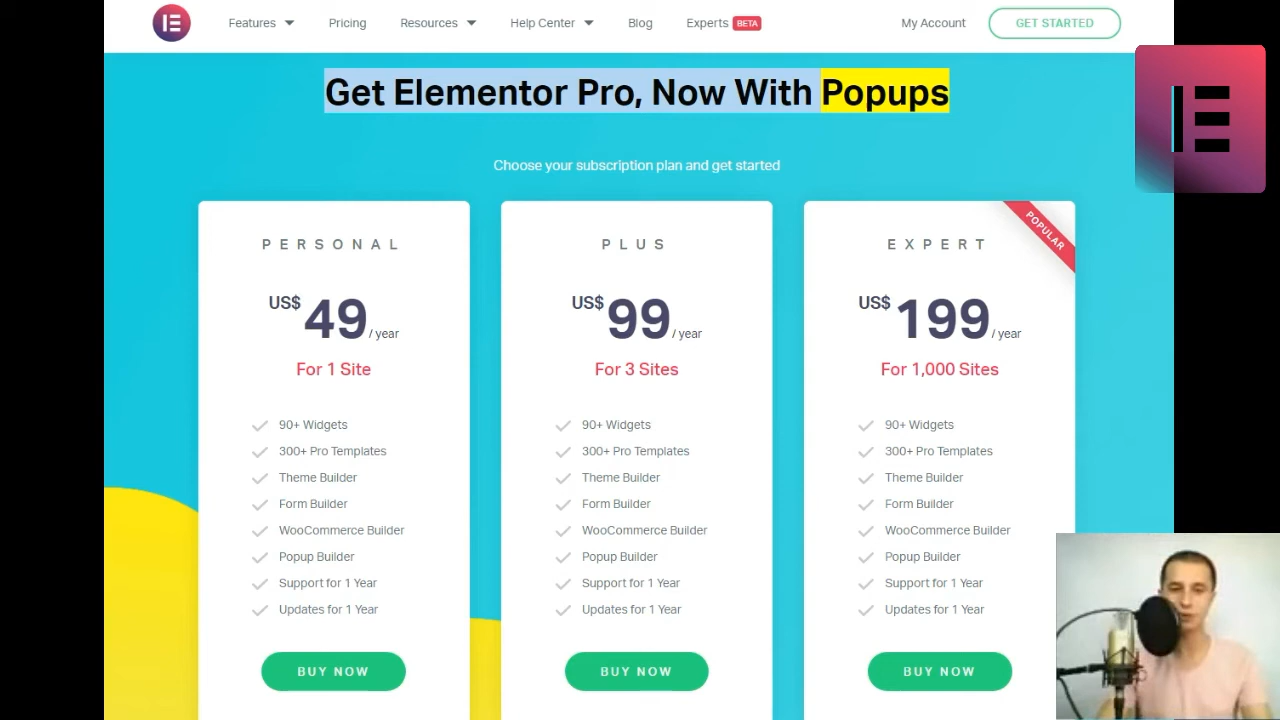 Features
Pricing
Resources
Help Center
Blog
Experts BETA
My Account
GET STARTED
Get Elementor Pro, Now With Popups
Choose your subscription plan and get started
PERSONAL
US$ 49 / year
For 1 Site
90+ Widgets
300+ Pro Templates
Theme Builder
Form Builder
WooCommerce Builder
Popup Builder
Support for 1 Year
Updates for 1 Year
BUY NOW
PLUS
US$ 99 / year
For 3 Sites
90+ Widgets
300+ Pro Templates
Theme Builder
Form Builder
WooCommerce Builder
Popup Builder
Support for 1 Year
Updates for 1 Year
BUY NOW
POPULAR
EXPERT
US$ 199 / year
For 1,000 Sites
90+ Widgets
300+ Pro Templates
Theme Builder
Form Builder
WooCommerce Builder
Popup Builder
Support for 1 Year
Updates for 1 Year
BUY NOW